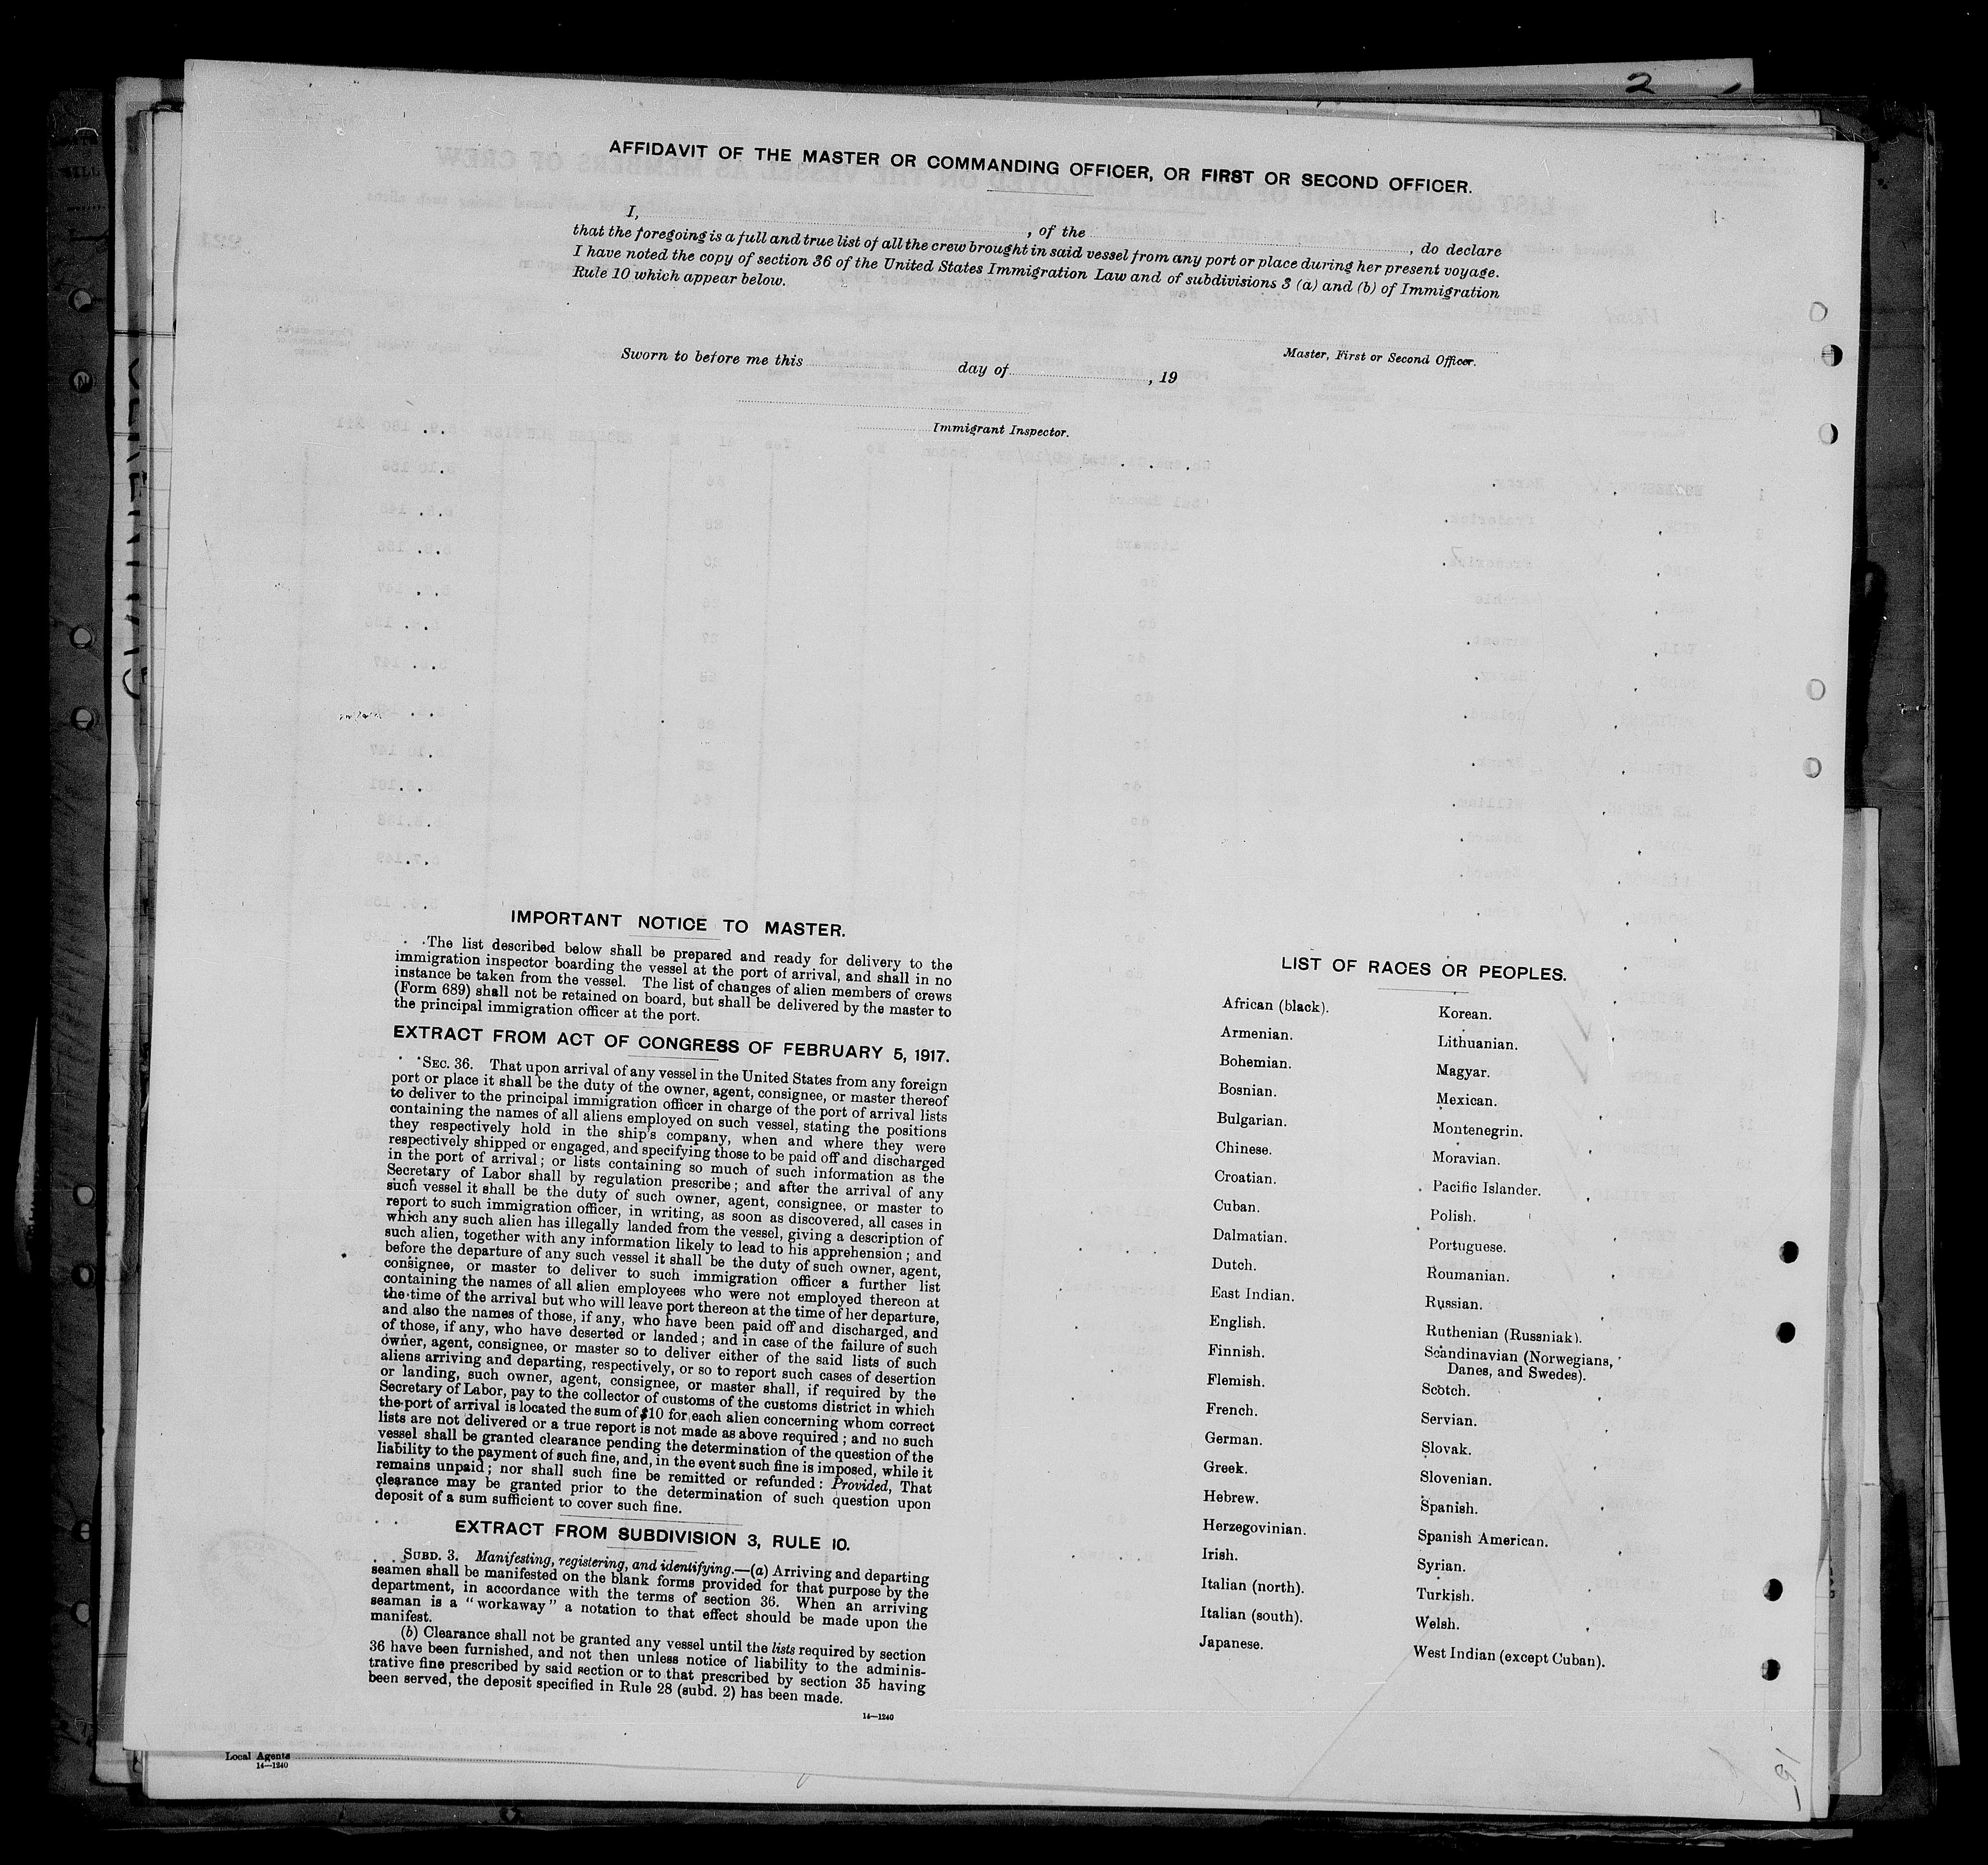 2
AFFIDAVIT OF THE MASTER OR COMMANDING OFFICER, OR FIRST OR SECOND OFFICER.
I, , of the , do declare
that the foregoing is a full and true list of all the crew brought in said vessel from any port or place during her present voyage.
I have noted the copy of section 36 of the United States Immigration Law and of subdivisions 3 (a) and (b) of Immigration
Rule 10 which appear below.
Master, First or Second Officer.
Sworn to before me this day of , 19
Immigrant Inspector.
IMPORTANT NOTICE TO MASTER.
The list described below shall be prepared and ready for delivery to the
immigration inspector boarding the vessel at the port of arrival, and shall in no
instance be taken from the vessel. The list of changes of alien members of crews
(Form 689) shall not be retained on board, but shall be delivered by the master to
the principal immigration officer at the port.
EXTRACT FROM ACT OF CONGRESS OF FEBRUARY 5, 1917.
SEC. 36. That upon arrival of any vessel in the United States from any foreign
port or place it shall be the duty of the owner, agent, consignee, or master thereof
to deliver to the principal immigration officer in charge of the port of arrival lists
containing the names of all aliens employed on such vessel, stating the positions
they respectively hold in the ship's company, when and where they were
respectively shipped or engaged, and specifying those to be paid off and discharged
in the port of arrival; or lists containing so much of such information as the
Secretary of Labor shall by regulation prescribe; and after the arrival of any
such vessel it shall be the duty of such owner, agent, consignee, or master to
report to such immigration officer, in writing, as soon as discovered, all cases in
which any such alien has illegally landed from the vessel, giving a description of
such alien, together with any information likely to lead to his apprehension; and
before the departure of any such vessel it shall be the duty of such owner, agent,
consignee, or master to deliver to such immigration officer a further list
containing the names of all alien employees who were not employed thereon at
the time of the arrival but who will leave port thereon at the time of her departure,
and also the names of those, if any, who have been paid off and discharged, and
of those, if any, who have deserted or landed; and in case of the failure of such
owner, agent, consignee, or master so to deliver either of the said lists of such
aliens arriving and departing, respectively, or so to report such cases of desertion
or landing, such owner, agent, consignee, or master shall, if required by the
Secretary of Labor, pay to the collector of customs of the customs district in which
the port of arrival is located the sum of $10 for each alien concerning whom correct
lists are not delivered or a true report is not made as above required; and no such
vessel shall be granted clearance pending the determination of the question of the
liability to the payment of such fine, and, in the event such fine is imposed, while it
remains unpaid; nor shall such fine be remitted or refunded: Provided, That
clearance may be granted prior to the determination of such question upon
deposit of a sum sufficient to cover such fine.
EXTRACT FROM SUBDIVISION 3, RULE 10.
SUBD. 3. Manifesting, registering, and identifying.—(a) Arriving and departing
seamen shall be manifested on the blank forms provided for that purpose by the
department, in accordance with the terms of section 36. When an arriving
seaman is a "workaway" a notation to that effect should be made upon the
manifest.
(b) Clearance shall not be granted any vessel until the lists required by section
36 have been furnished, and not then unless notice of liability to the adminis-
trative fine prescribed by said section or to that prescribed by section 35 having
been served, the deposit specified in Rule 28 (subd. 2) has been made.
14—1240
LIST OF RACES OR PEOPLES.
African (black).
Armenian.
Bohemian.
Bosnian.
Bulgarian.
Chinese.
Croatian.
Cuban.
Dalmatian.
Dutch.
East Indian.
English.
Finnish.
Flemish.
French.
German.
Greek.
Hebrew.
Herzegovinian.
Irish.
Italian (north).
Italian (south).
Japanese.
Korean.
Lithuanian.
Magyar.
Mexican.
Montenegrin.
Moravian.
Pacific Islander.
Polish.
Portuguese.
Roumanian.
Russian.
Ruthenian (Russniak).
Scandinavian (Norwegians,
Danes, and Swedes).
Scotch.
Servian.
Slovak.
Slovenian.
Spanish.
Spanish American.
Syrian.
Turkish.
Welsh.
West Indian (except Cuban).
Local Agents
14—1240